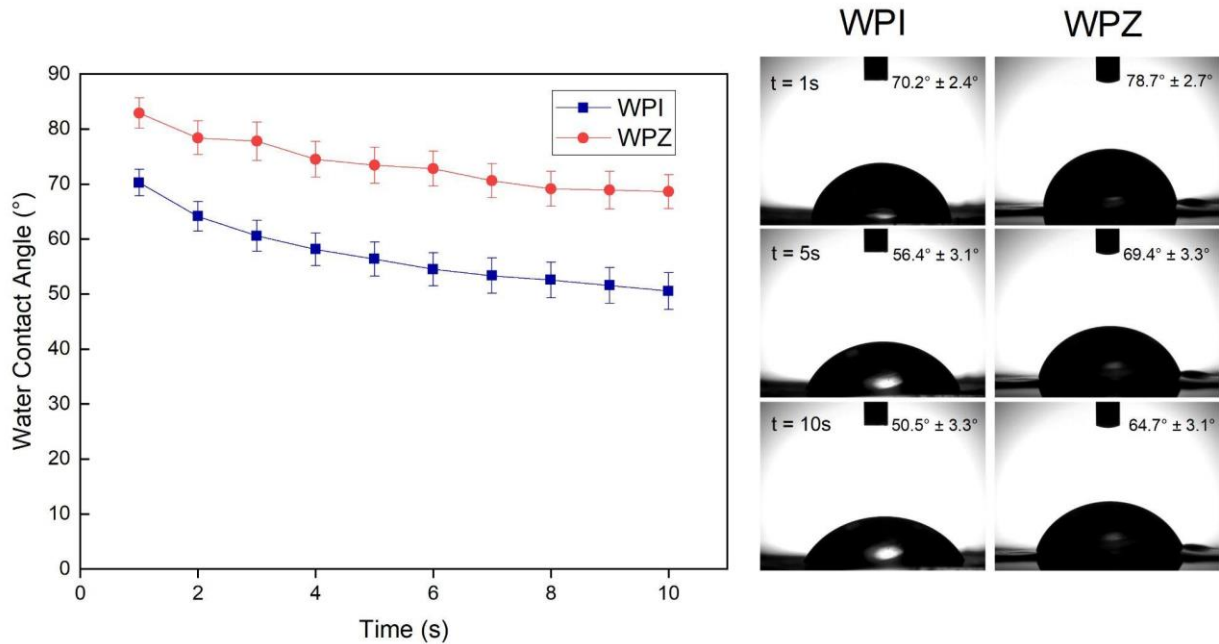 WPI
WPZ
90
80
70
60
50
40
30
20
10
0
Water Contact Angle (°)
0
2
4
6
8
10
Time (s)
WPI
WPZ
t = 1s
70.2° ± 2.4°
78.7° ± 2.7°
t = 5s
56.4° ± 3.1°
69.4° ± 3.3°
t = 10s
50.5° ± 3.3°
64.7° ± 3.1°